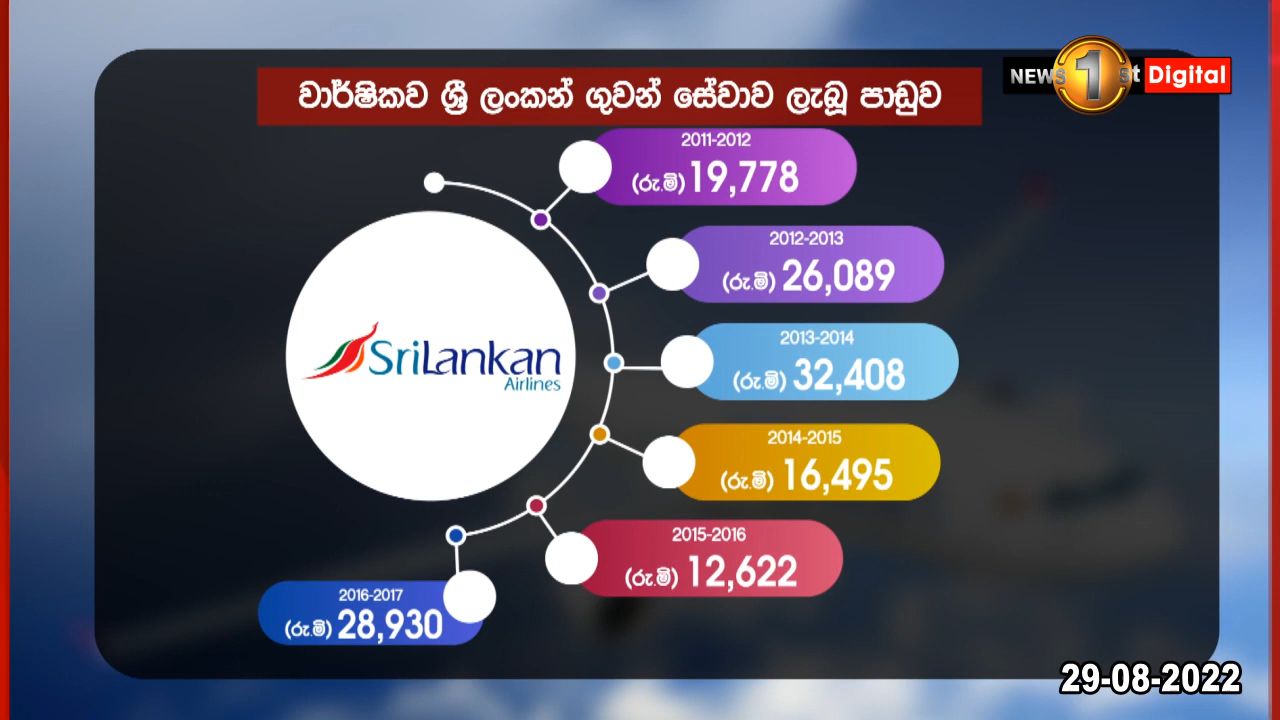 වාර්ෂිකව ශ්‍රී ලංකන් ගුවන් සේවාව ලැබූ පාඩුව
NEWS 1st Digital
2011-2012
(රු.මි) 19,778
2012-2013
(රු.මි) 26,089
2013-2014
(රු.මි) 32,408
SriLankan
Airlines
2014-2015
(රු.මි) 16,495
2015-2016
(රු.මි) 12,622
2016-2017
(රු.මි) 28,930
29-08-2022